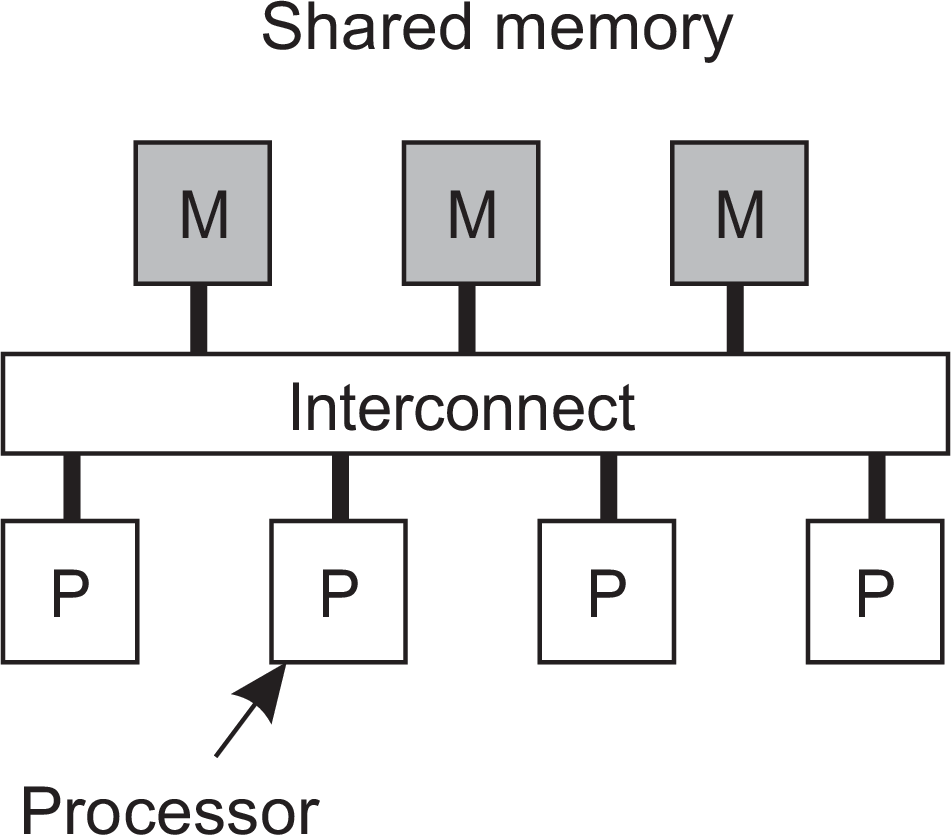 Shared memory
M M M
Interconnect
P P P P
Processor